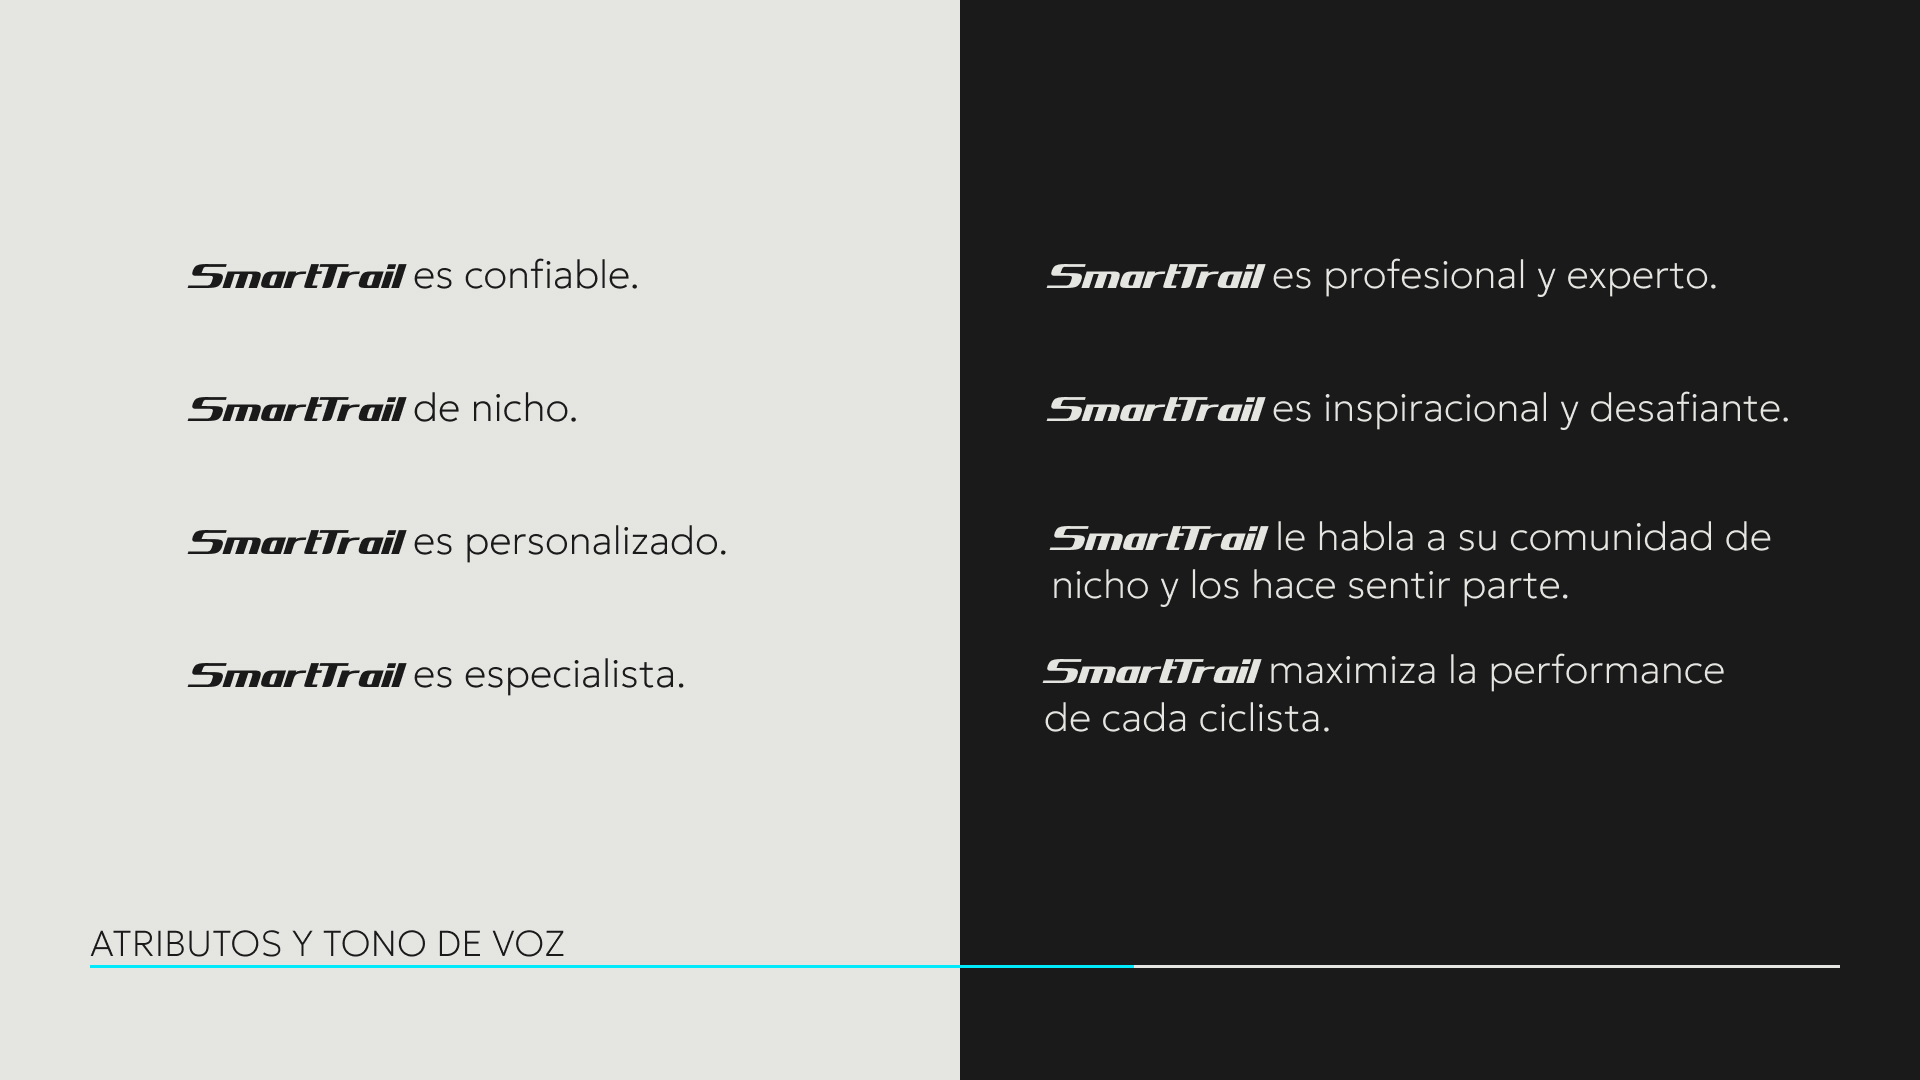 SmartTrail es confiable.
SmartTrail de nicho.
SmartTrail es personalizado.
SmartTrail es especialista.
SmartTrail es profesional y experto.
SmartTrail es inspiracional y desafiante.
SmartTrail le habla a su comunidad de
nicho y los hace sentir parte.
SmartTrail maximiza la performance
de cada ciclista.
ATRIBUTOS Y TONO DE VOZ